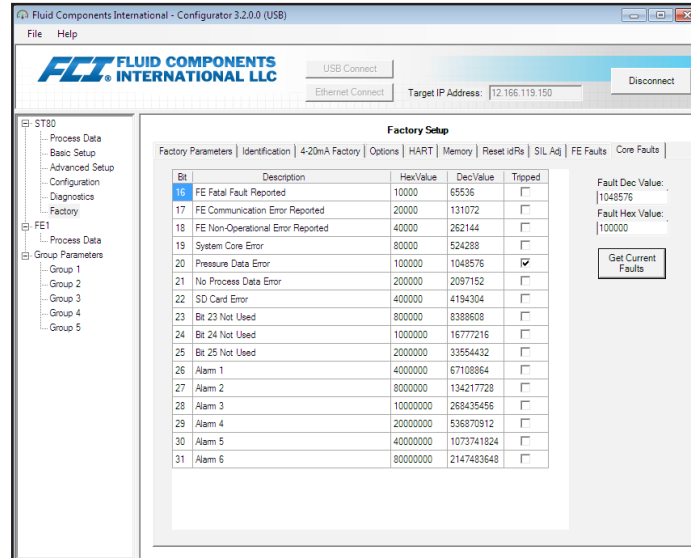 Fluid Components International - Configurator 3.2.0.0 (USB)
File Help
FCI FLUID COMPONENTS
INTERNATIONAL LLC
USB Connect
Ethernet Connect
Target IP Address: 12.166.119.150
Disconnect
ST80
Process Data
Basic Setup
Advanced Setup
Configuration
Diagnostics
Factory
FE1
Process Data
Group Parameters
Group 1
Group 2
Group 3
Group 4
Group 5
Factory Setup
Factory Parameters Identification 4-20mA Factory Options HART Memory Reset idRs SIL Adj FE Faults Core Faults
Bit Description HexValue DecValue Tripped
16 FE Fatal Fault Reported 10000 65536
17 FE Communication Error Reported 20000 131072
18 FE Non-Operational Error Reported 40000 262144
19 System Core Error 80000 524288
20 Pressure Data Error 100000 1048576
21 No Process Data Error 200000 2097152
22 SD Card Error 400000 4194304
23 Bit 23 Not Used 800000 8388608
24 Bit 24 Not Used 1000000 16777216
25 Bit 25 Not Used 2000000 33554432
26 Alarm 1 4000000 67108864
27 Alarm 2 8000000 134217728
28 Alarm 3 10000000 268435456
29 Alarm 4 20000000 536870912
30 Alarm 5 40000000 1073741824
31 Alarm 6 80000000 2147483648
Fault Dec Value:
1048576
Fault Hex Value:
100000
Get Current
Faults